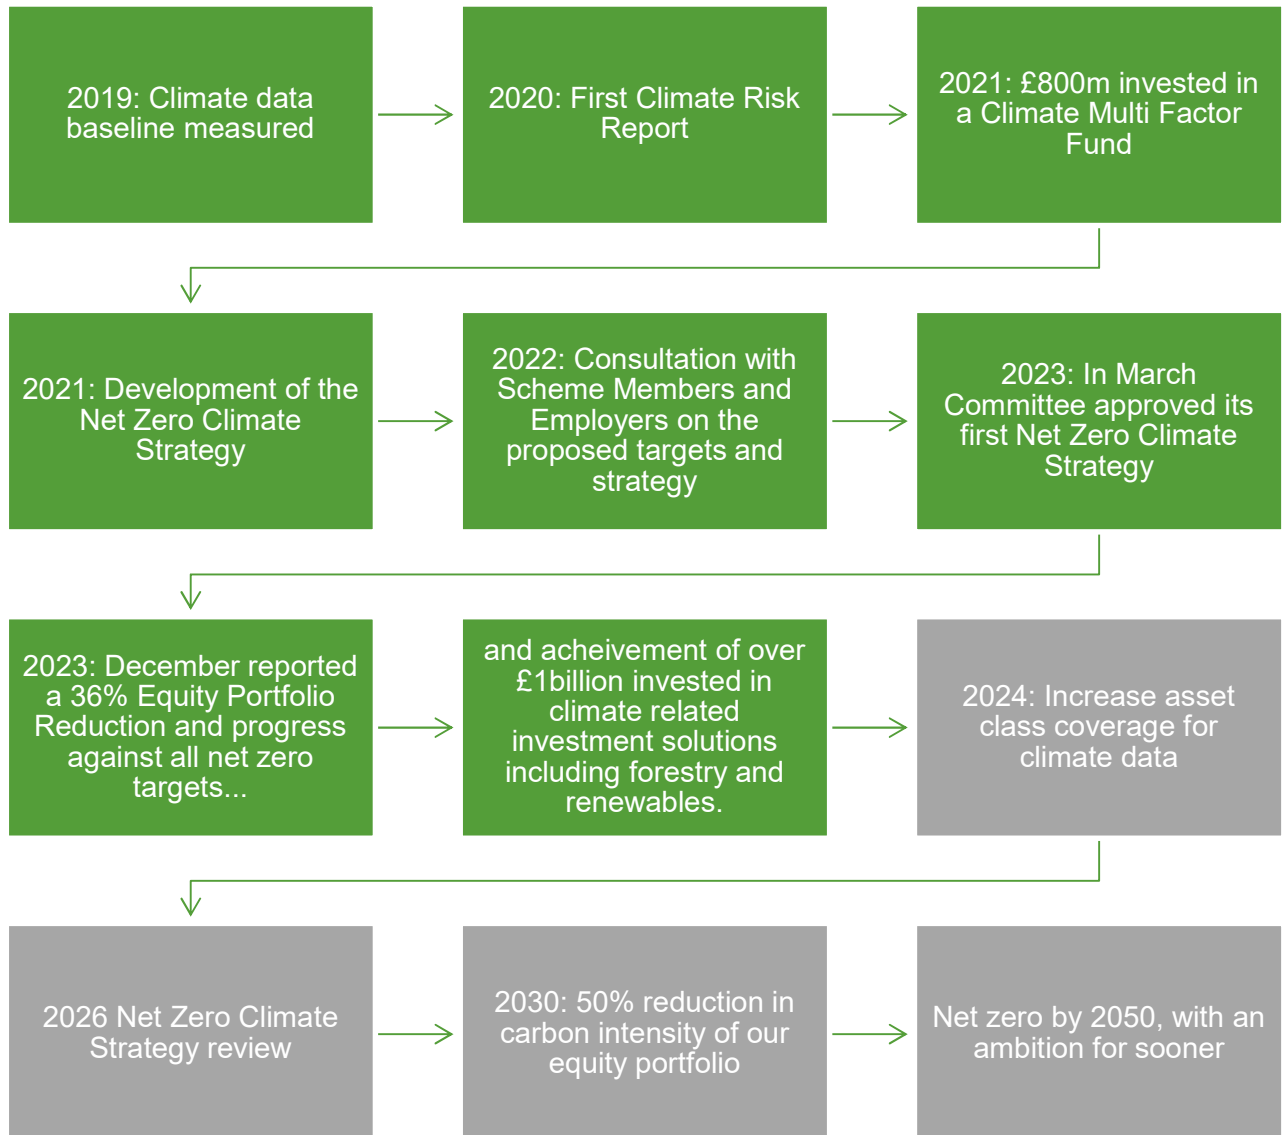 2019: Climate data
baseline measured
2020: First Climate Risk
Report
2021: £800m invested in
a Climate Multi Factor
Fund
2021: Development of the
Net Zero Climate
Strategy
2022: Consultation with
Scheme Members and
Employers on the
proposed targets and
strategy
2023: In March
Committee approved its
first Net Zero Climate
Strategy
2023: December reported
a 36% Equity Portfolio
Reduction and progress
against all net zero
targets...
and acheivement of over
£1billion invested in
climate related
investment solutions
including forestry and
renewables.
2024: Increase asset
class coverage for
climate data
2026 Net Zero Climate
Strategy review
2030: 50% reduction in
carbon intensity of our
equity portfolio
Net zero by 2050, with an
ambition for sooner